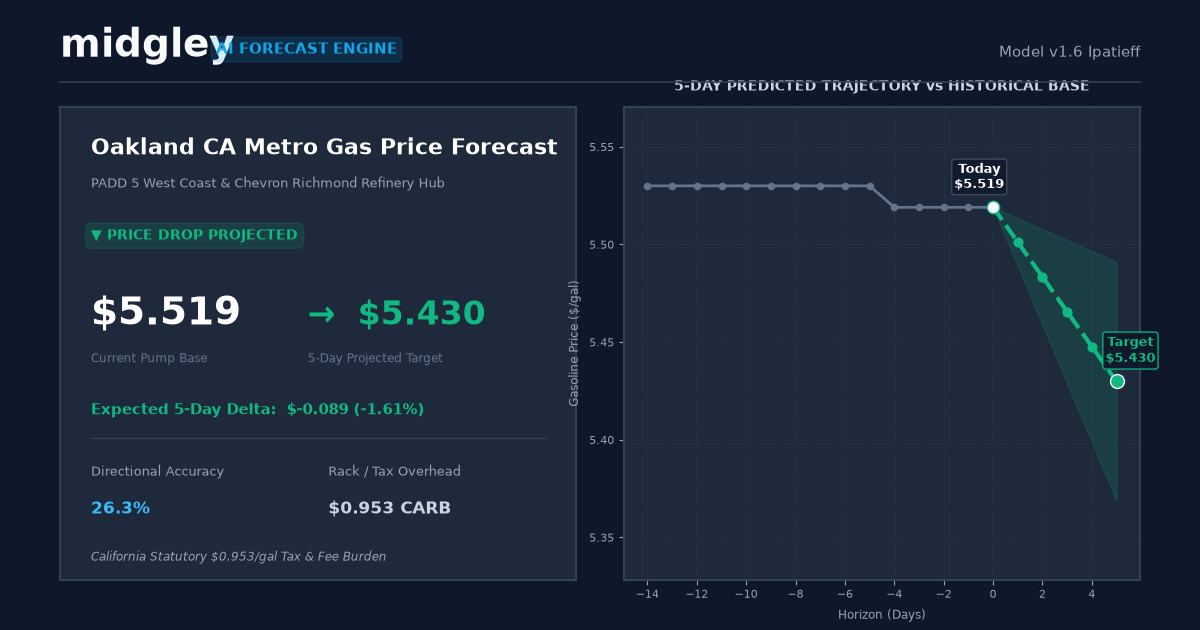 midgley
AI FORECAST ENGINE
Model v1.6 Ipatieff
Oakland CA Metro Gas Price Forecast
PADD 5 West Coast & Chevron Richmond Refinery Hub
▼ PRICE DROP PROJECTED
$5.519
→ $5.430
Current Pump Base
5-Day Projected Target
Expected 5-Day Delta: $-0.089 (-1.61%)
Directional Accuracy
Rack / Tax Overhead
26.3%
$0.953 CARB
California Statutory $0.953/gal Tax & Fee Burden
5-DAY PREDICTED TRAJECTORY vs HISTORICAL BASE
Gasoline Price ($/gal)
5.55
5.50
5.45
5.40
5.35
Today
$5.519
Target
$5.430
−14 −12 −10 −8 −6 −4 −2 0 2 4
Horizon (Days)